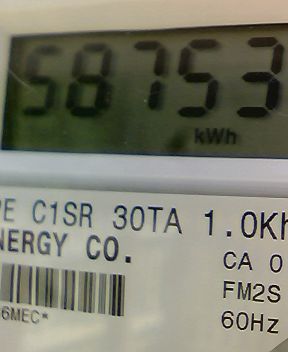 58753
kWh
PE C1SR 30TA 1.0Kh
NERGY CO.
CA 0
FM2S
6MEC*
60Hz